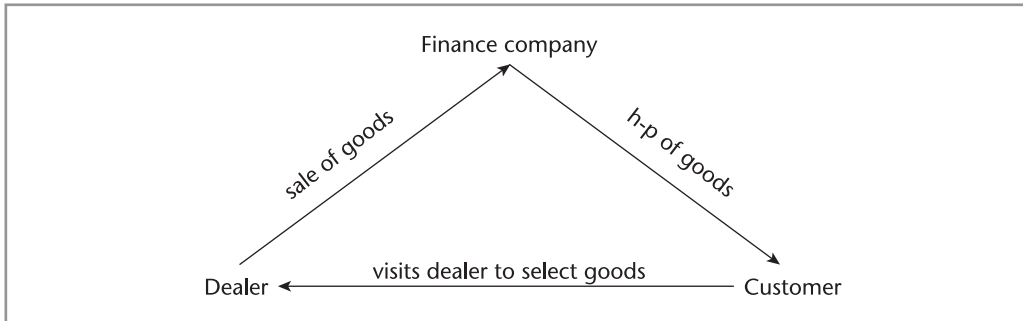 Finance company
sale of goods
h-p of goods
visits dealer to select goods
Dealer
Customer